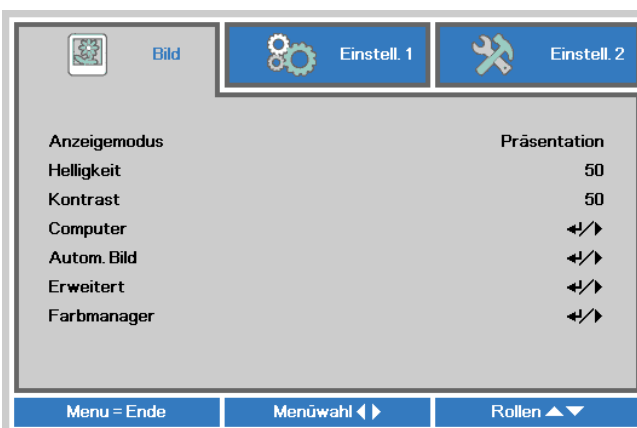 Bild Einstell. 1 Einstell. 2
Anzeigemodus Präsentation
Helligkeit 50
Kontrast 50
Computer ↵/▶
Autom. Bild ↵/▶
Erweitert ↵/▶
Farbmanager ↵/▶
Menu = Ende Menüwahl ◀▶ Rollen ▲▼